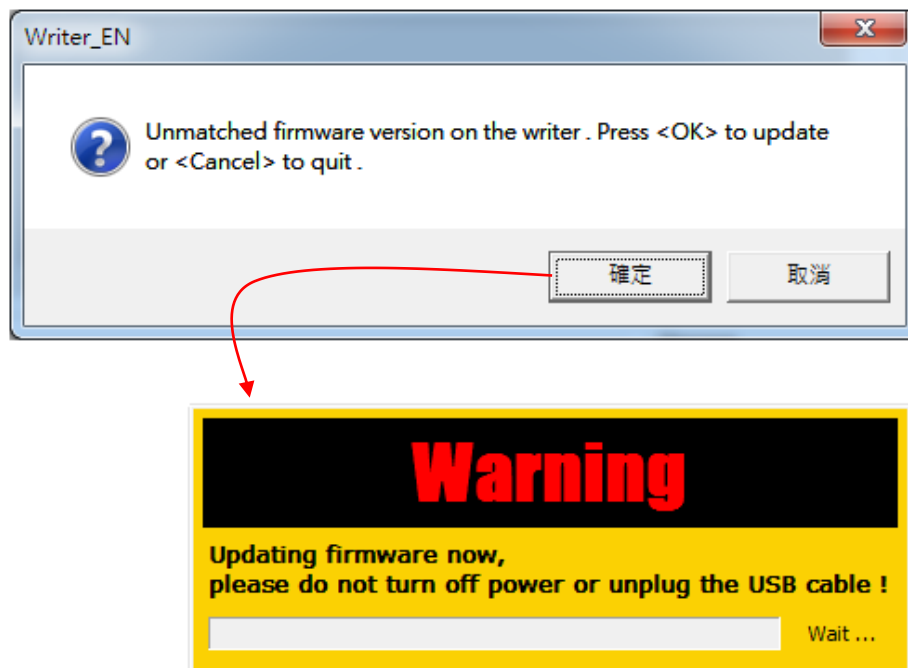 Writer_EN
Unmatched firmware version on the writer . Press <OK> to update
or <Cancel> to quit .
確定
取消
Warning
Updating firmware now,
please do not turn off power or unplug the USB cable !
Wait ...